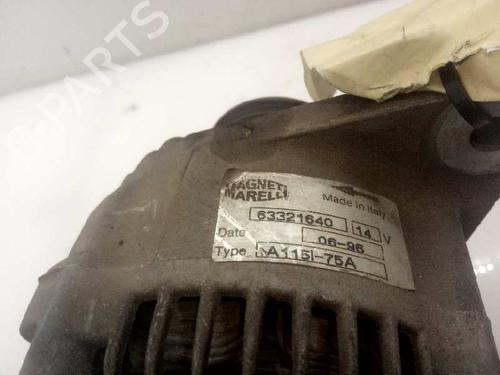 B-PARTS
MAGNETI
MARELLI
Made in Italy
63321640 14 V
Date 06-96
Type A115I-75A